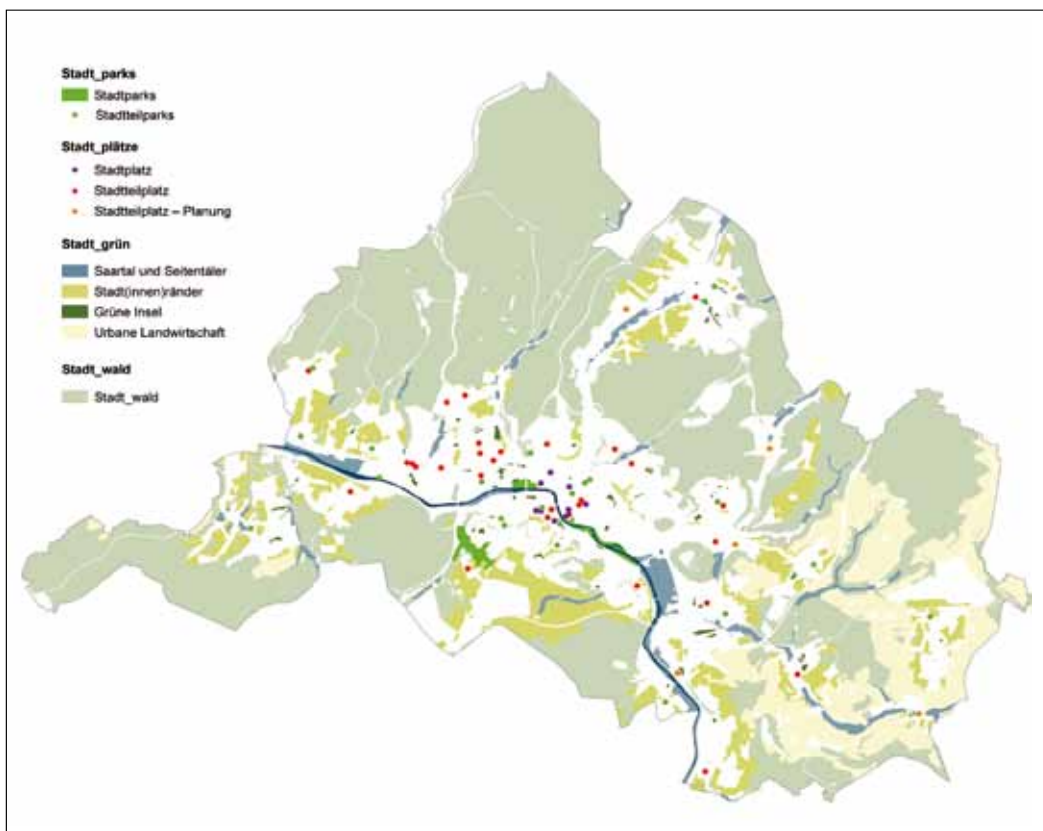 Stadt_parks
Stadtparks
Stadtteilparks
Stadt_plätze
Stadtplatz
Stadtteilplatz
Stadtteilplatz – Planung
Stadt_grün
Saartal und Seitentäler
Stadt(innen)ränder
Grüne Insel
Urbane Landwirtschaft
Stadt_wald
Stadt_wald